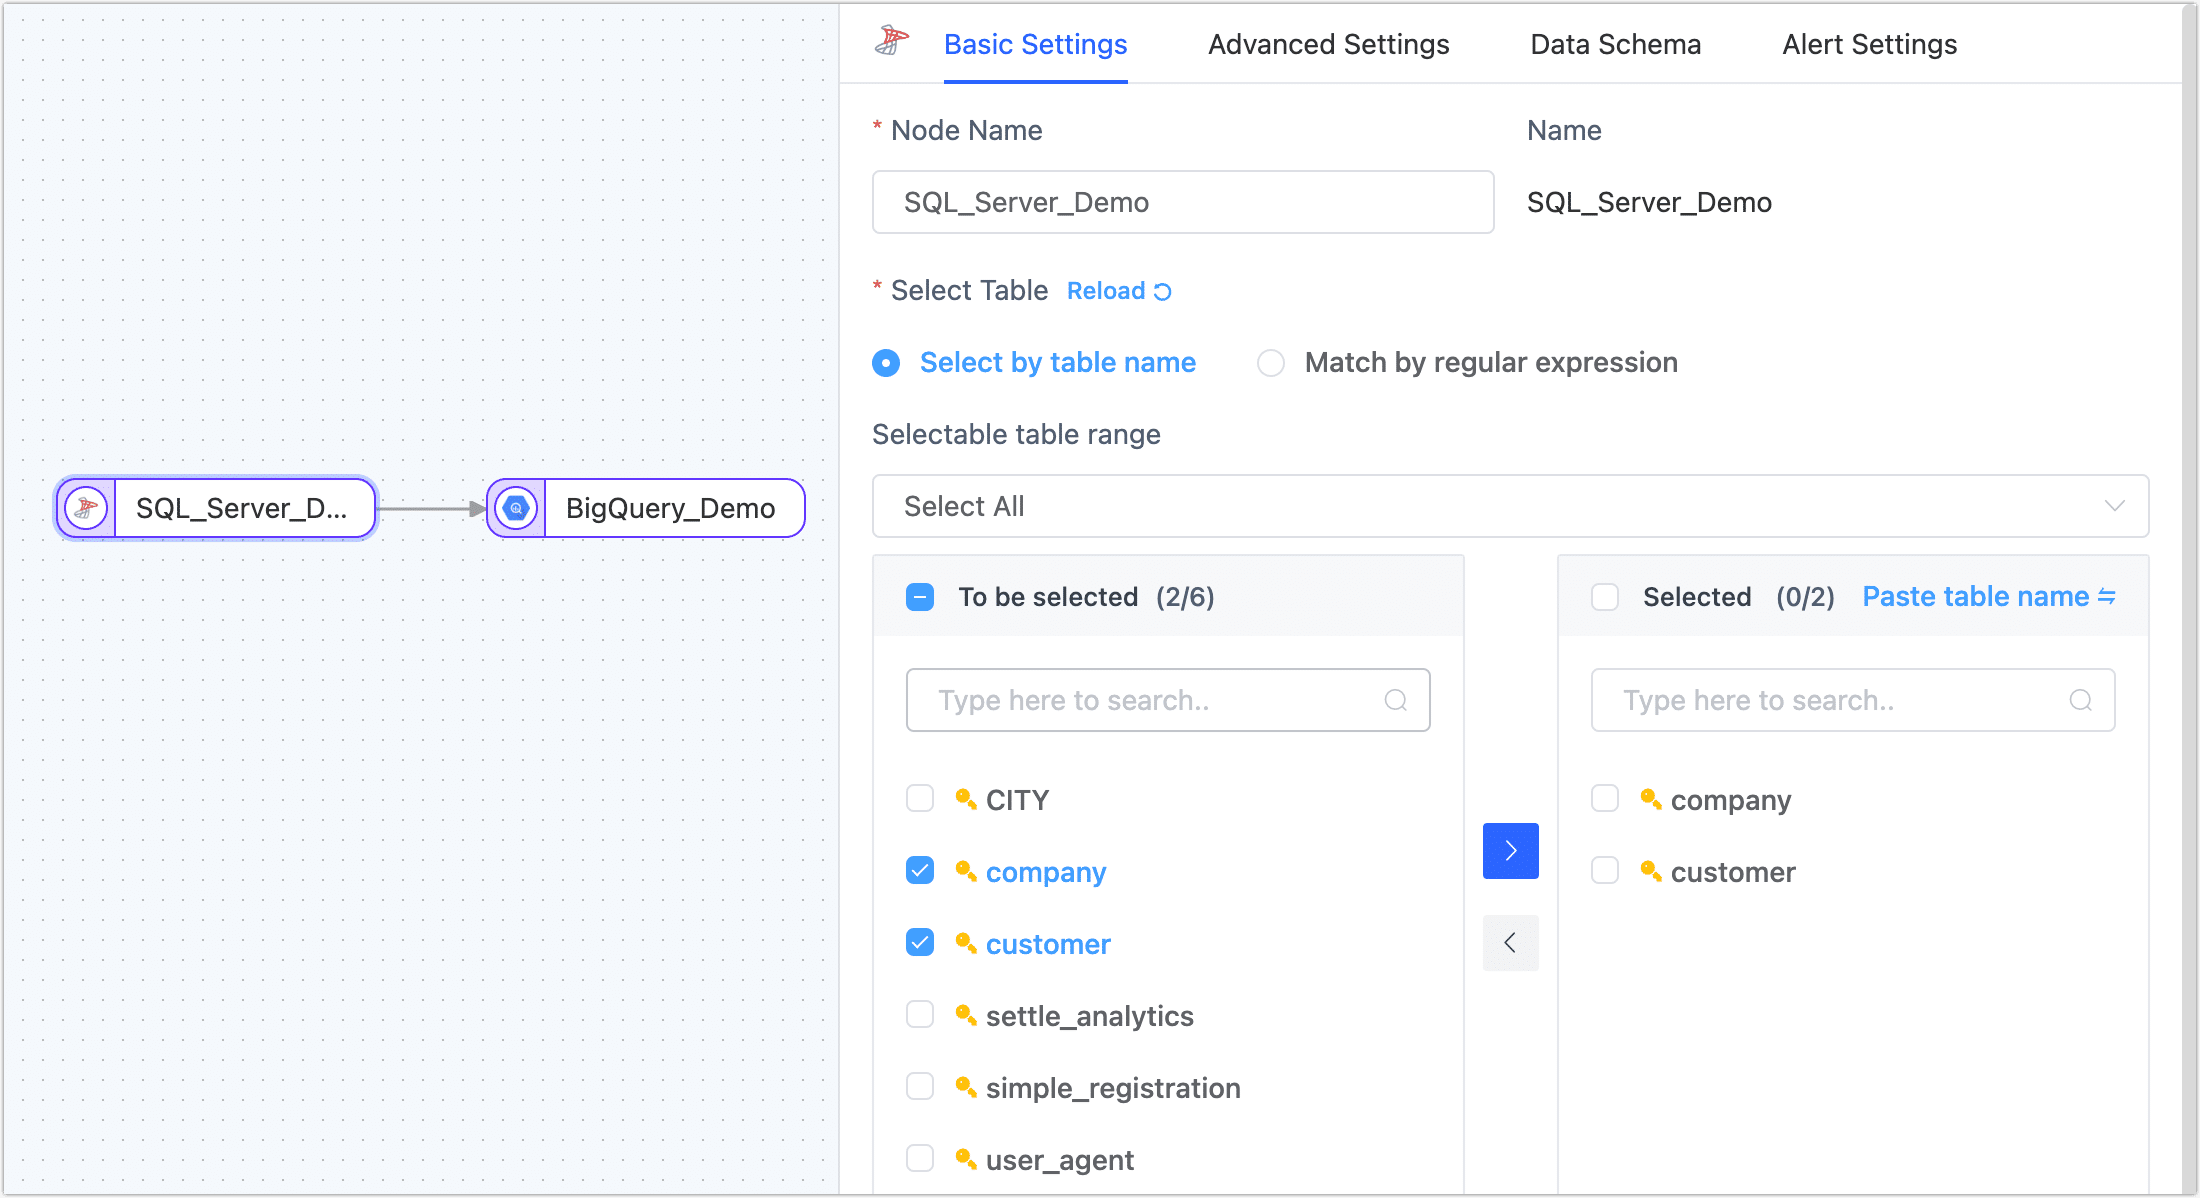 SQL_Server_D...
BigQuery_Demo
Basic Settings Advanced Settings Data Schema Alert Settings
* Node Name Name
SQL_Server_Demo SQL_Server_Demo
* Select Table Reload
Select by table name Match by regular expression
Selectable table range
Select All
To be selected (2/6)
Type here to search..
CITY
company
customer
settle_analytics
simple_registration
user_agent
Selected (0/2) Paste table name
Type here to search..
company
customer